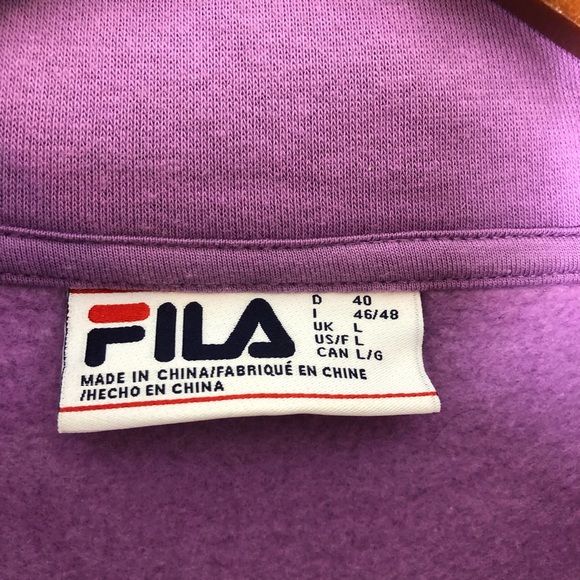 FILA
D 40
I 46/48
UK L
US/F L
CAN L/G
MADE IN CHINA/FABRIQUÉ EN CHINE
/HECHO EN CHINA